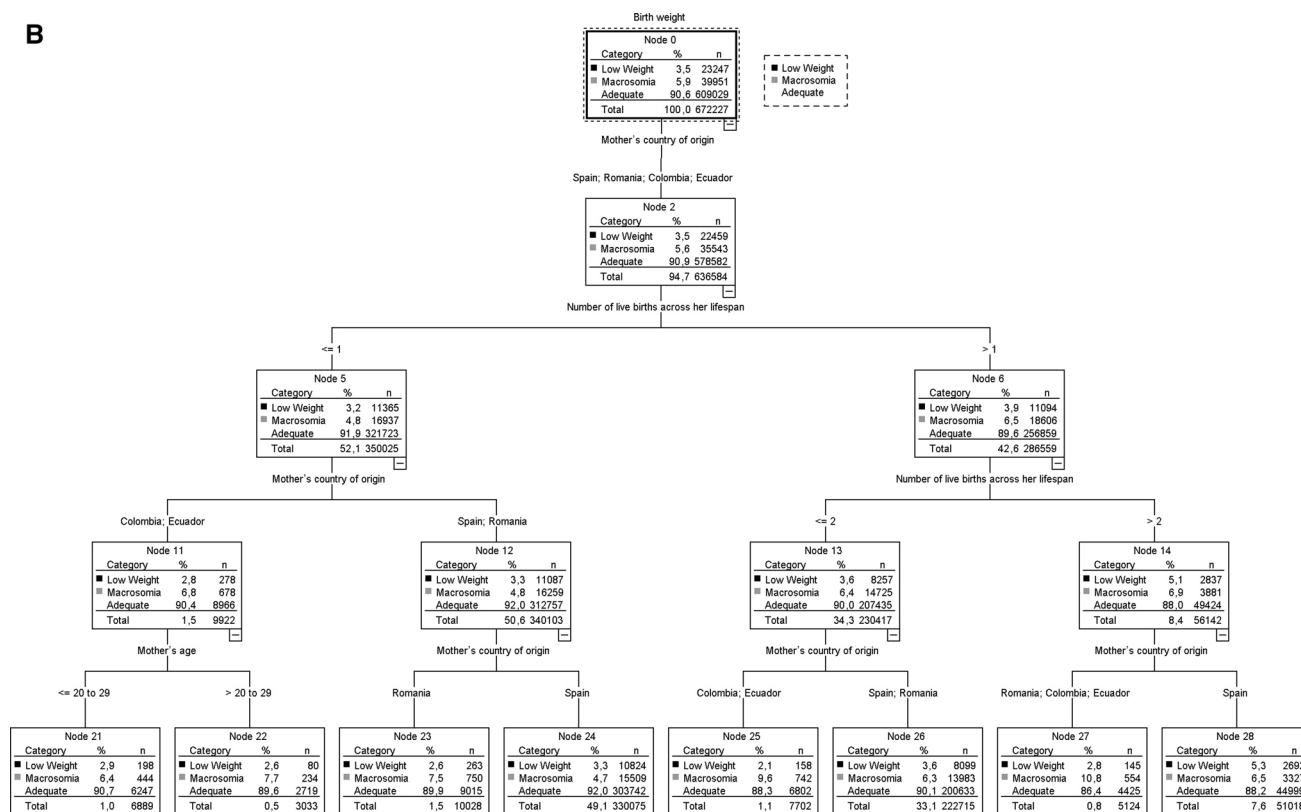 B
Birth weight
Node 0
Category % n
Low Weight 3,5 23247
Macrosomia 5,9 39951
Adequate 90,6 609029
Total 100,0 672227
Low Weight
Macrosomia
Adequate
Mother's country of origin
Spain; Romania; Colombia; Ecuador
Node 2
Category % n
Low Weight 3,5 22459
Macrosomia 5,6 35543
Adequate 90,9 578582
Total 94,7 636584
Number of live births across her lifespan
<= 1
Node 5
Category % n
Low Weight 3,2 11365
Macrosomia 4,8 16937
Adequate 91,9 321723
Total 52,1 350025
Mother's country of origin
> 1
Node 6
Category % n
Low Weight 3,9 11094
Macrosomia 6,5 18606
Adequate 89,6 256859
Total 42,6 286559
Number of live births across her lifespan
Colombia; Ecuador
Node 11
Category % n
Low Weight 2,8 278
Macrosomia 6,8 678
Adequate 90,4 8966
Total 1,5 9922
Mother's age
Spain; Romania
Node 12
Category % n
Low Weight 3,3 11087
Macrosomia 4,8 16259
Adequate 92,0 312757
Total 50,6 340103
Mother's country of origin
<= 2
Node 13
Category % n
Low Weight 3,6 8257
Macrosomia 6,4 14725
Adequate 90,0 207435
Total 34,3 230417
Mother's country of origin
> 2
Node 14
Category % n
Low Weight 5,1 2837
Macrosomia 6,9 3881
Adequate 88,0 49424
Total 8,4 56142
Mother's country of origin
<= 20 to 29
Node 21
Category % n
Low Weight 2,9 198
Macrosomia 6,4 444
Adequate 90,7 6247
Total 1,0 6889
> 20 to 29
Node 22
Category % n
Low Weight 2,6 80
Macrosomia 7,7 234
Adequate 89,6 2719
Total 0,5 3033
Romania
Node 23
Category % n
Low Weight 2,6 263
Macrosomia 7,5 750
Adequate 89,9 9015
Total 1,5 10028
Spain
Node 24
Category % n
Low Weight 3,3 10824
Macrosomia 4,7 15509
Adequate 92,0 303742
Total 49,1 330075
Colombia; Ecuador
Node 25
Category % n
Low Weight 2,1 158
Macrosomia 9,6 742
Adequate 88,3 6802
Total 1,1 7702
Spain; Romania
Node 26
Category % n
Low Weight 3,6 8099
Macrosomia 6,3 13983
Adequate 90,1 200633
Total 33,1 222715
Romania; Colombia; Ecuador
Node 27
Category % n
Low Weight 2,8 145
Macrosomia 10,8 554
Adequate 86,4 4425
Total 0,8 5124
Spain
Node 28
Category % n
Low Weight 5,3 2692
Macrosomia 6,5 3327
Adequate 88,2 44999
Total 7,6 51018